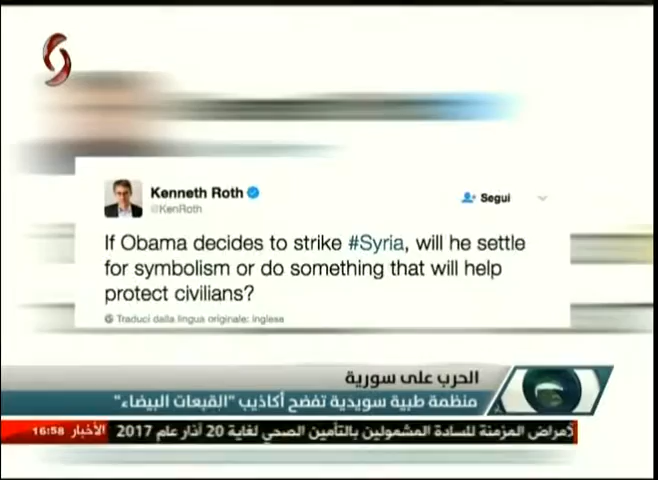 Kenneth Roth
@KenRoth
Segui
If Obama decides to strike #Syria, will he settle
for symbolism or do something that will help
protect civilians?
Traduci dalla lingua originale: Inglese
الحرب على سورية
منظمة طبية سويدية تفضح أكاذيب "القبعات البيضاء"
الأخبار 16:58
لأمراض المزمنة للسادة المشمولين بالتأمين الصحي لغاية 20 آذار عام 2017